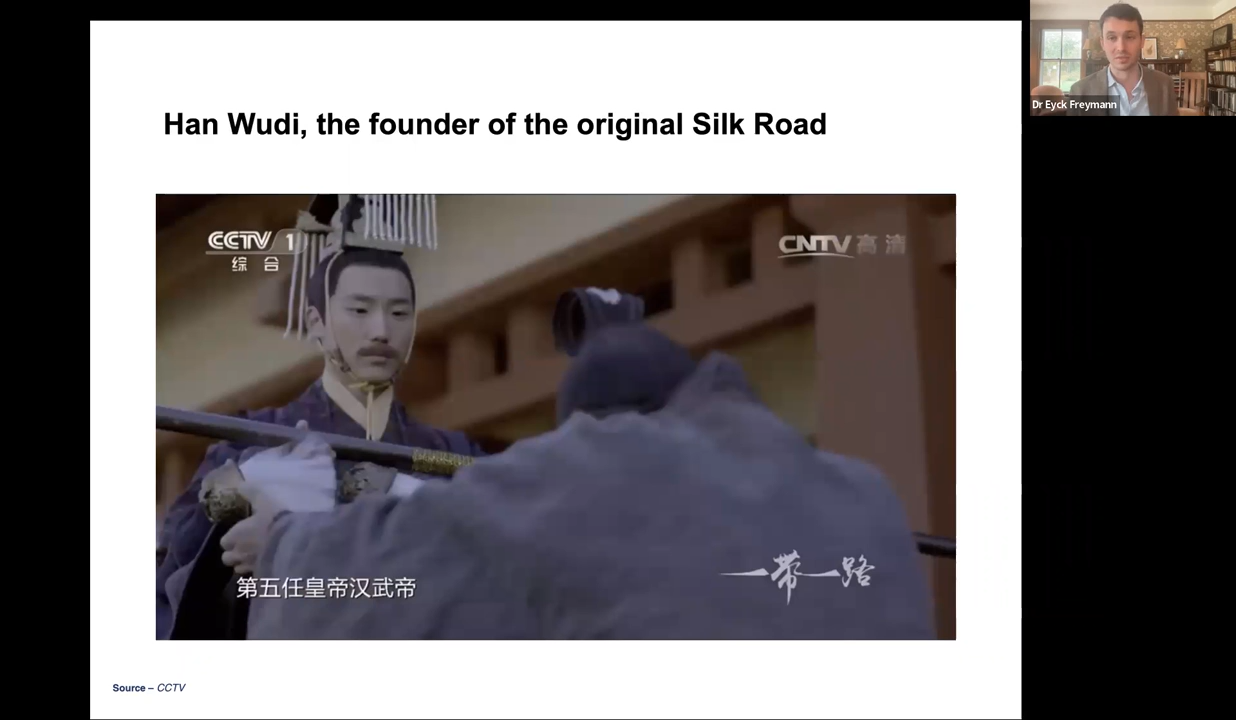 Han Wudi, the founder of the original Silk Road
Dr Eyck Freymann
CCTV 1
综合
CNTV 高清
第五任皇帝汉武帝
一带一路
Source – CCTV